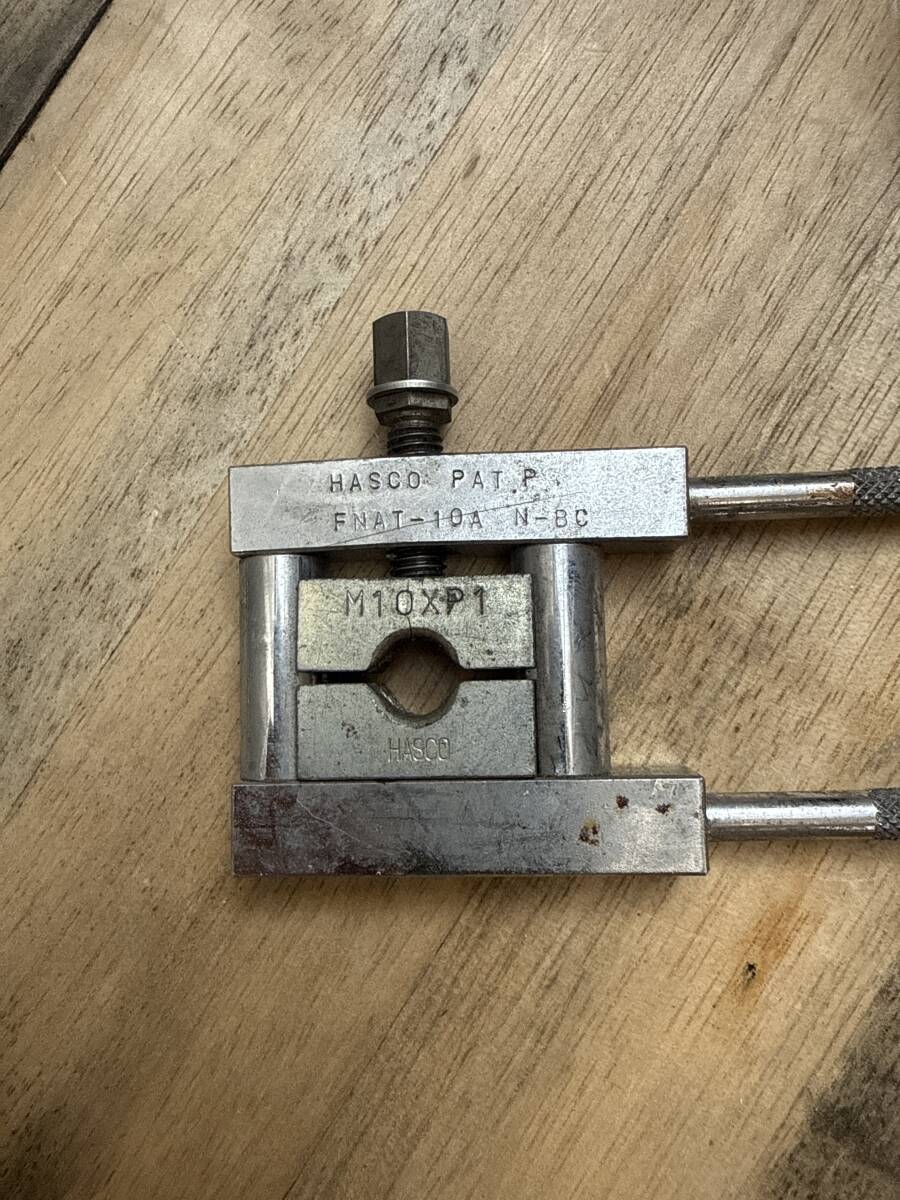 HASCO PAT.P.
FNAT-10A N-BC
M10XP1
HASCO